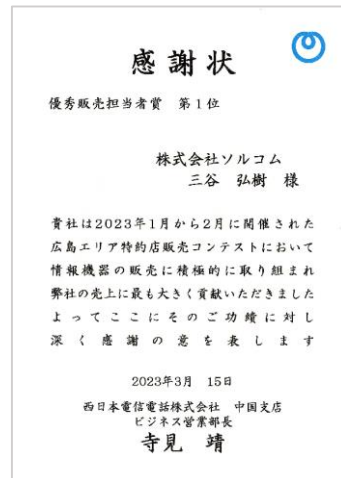 感謝状
優秀販売担当者賞 第1位
株式会社ソルコム
三谷 弘樹 様
貴社は2023年1月から2月に開催された
広島エリア特約店販売コンテストにおいて
情報機器の販売に積極的に取り組まれ
弊社の売上に最も大きく貢献いただきました
よってここにそのご功績に対し
深く感謝の意を表します
2023年3月 15日
西日本電信電話株式会社 中国支店
ビジネス営業部長
寺見 靖